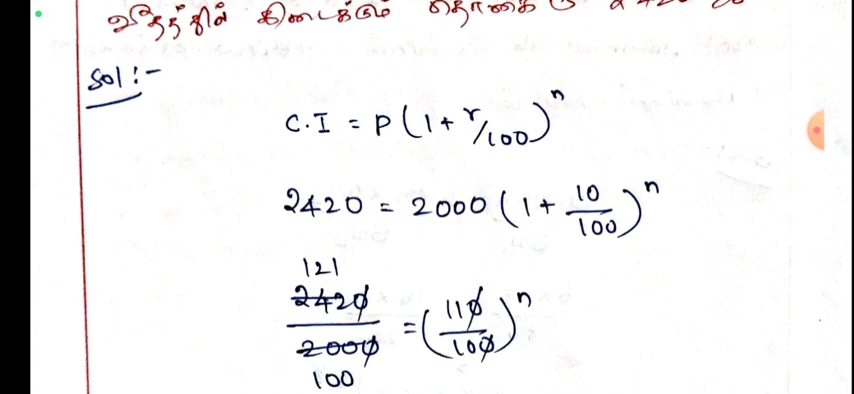 கிடைக்கும் தொகை ரூ
Sol :-
C.I = P(1 + r/100)^n
2420 = 2000 (1 + 10/100)^n
121
2420/2000 = (110/100)^n
100